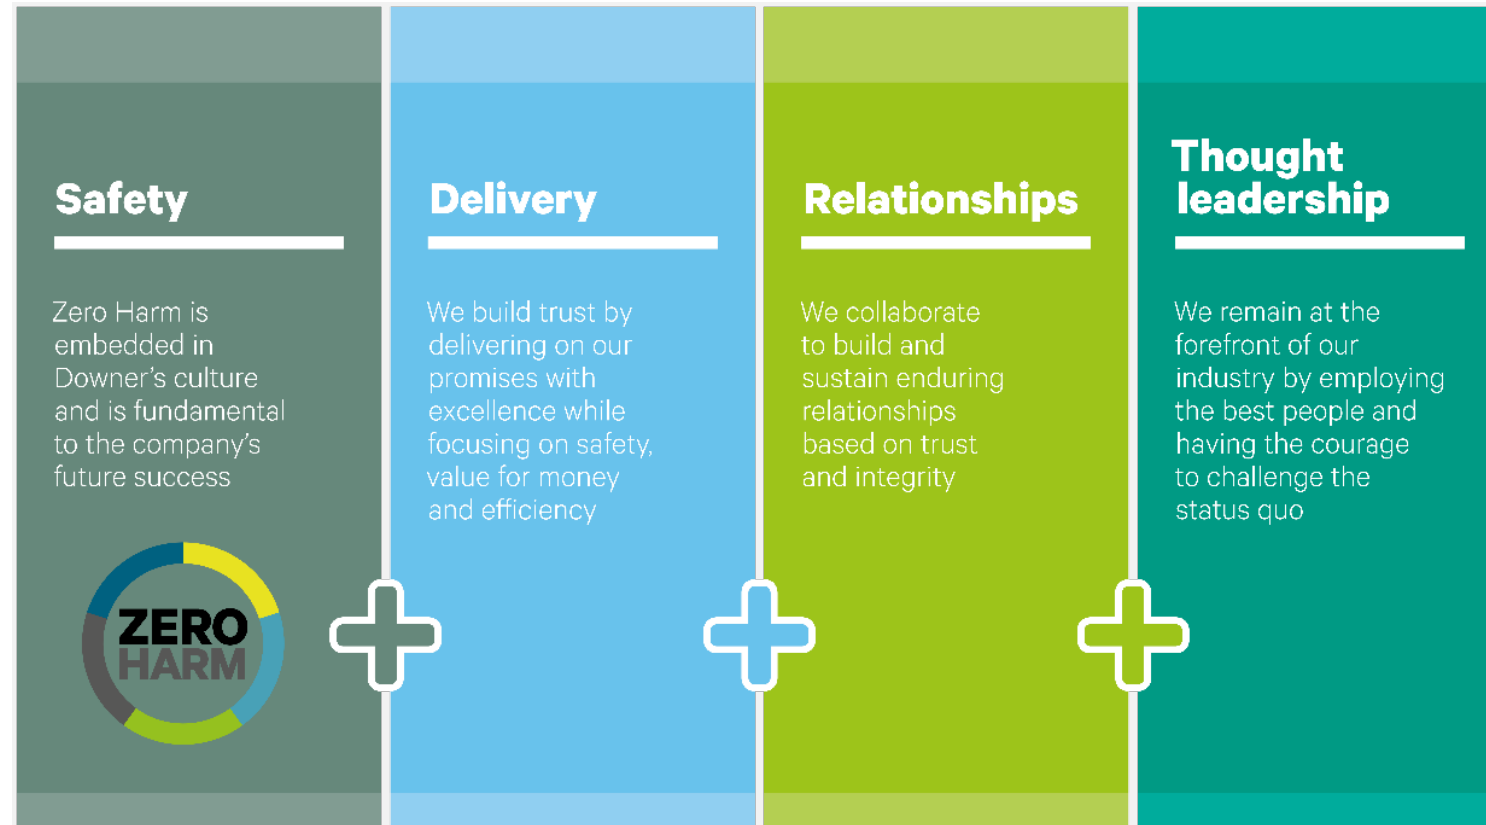 Safety
Zero Harm is
embedded in
Downer's culture
and is fundamental
to the company's
future success
ZERO
HARM
Delivery
We build trust by
delivering on our
promises with
excellence while
focusing on safety,
value for money
and efficiency
Relationships
We collaborate
to build and
sustain enduring
relationships
based on trust
and integrity
Thought
leadership
We remain at the
forefront of our
industry by employing
the best people and
having the courage
to challenge the
status quo